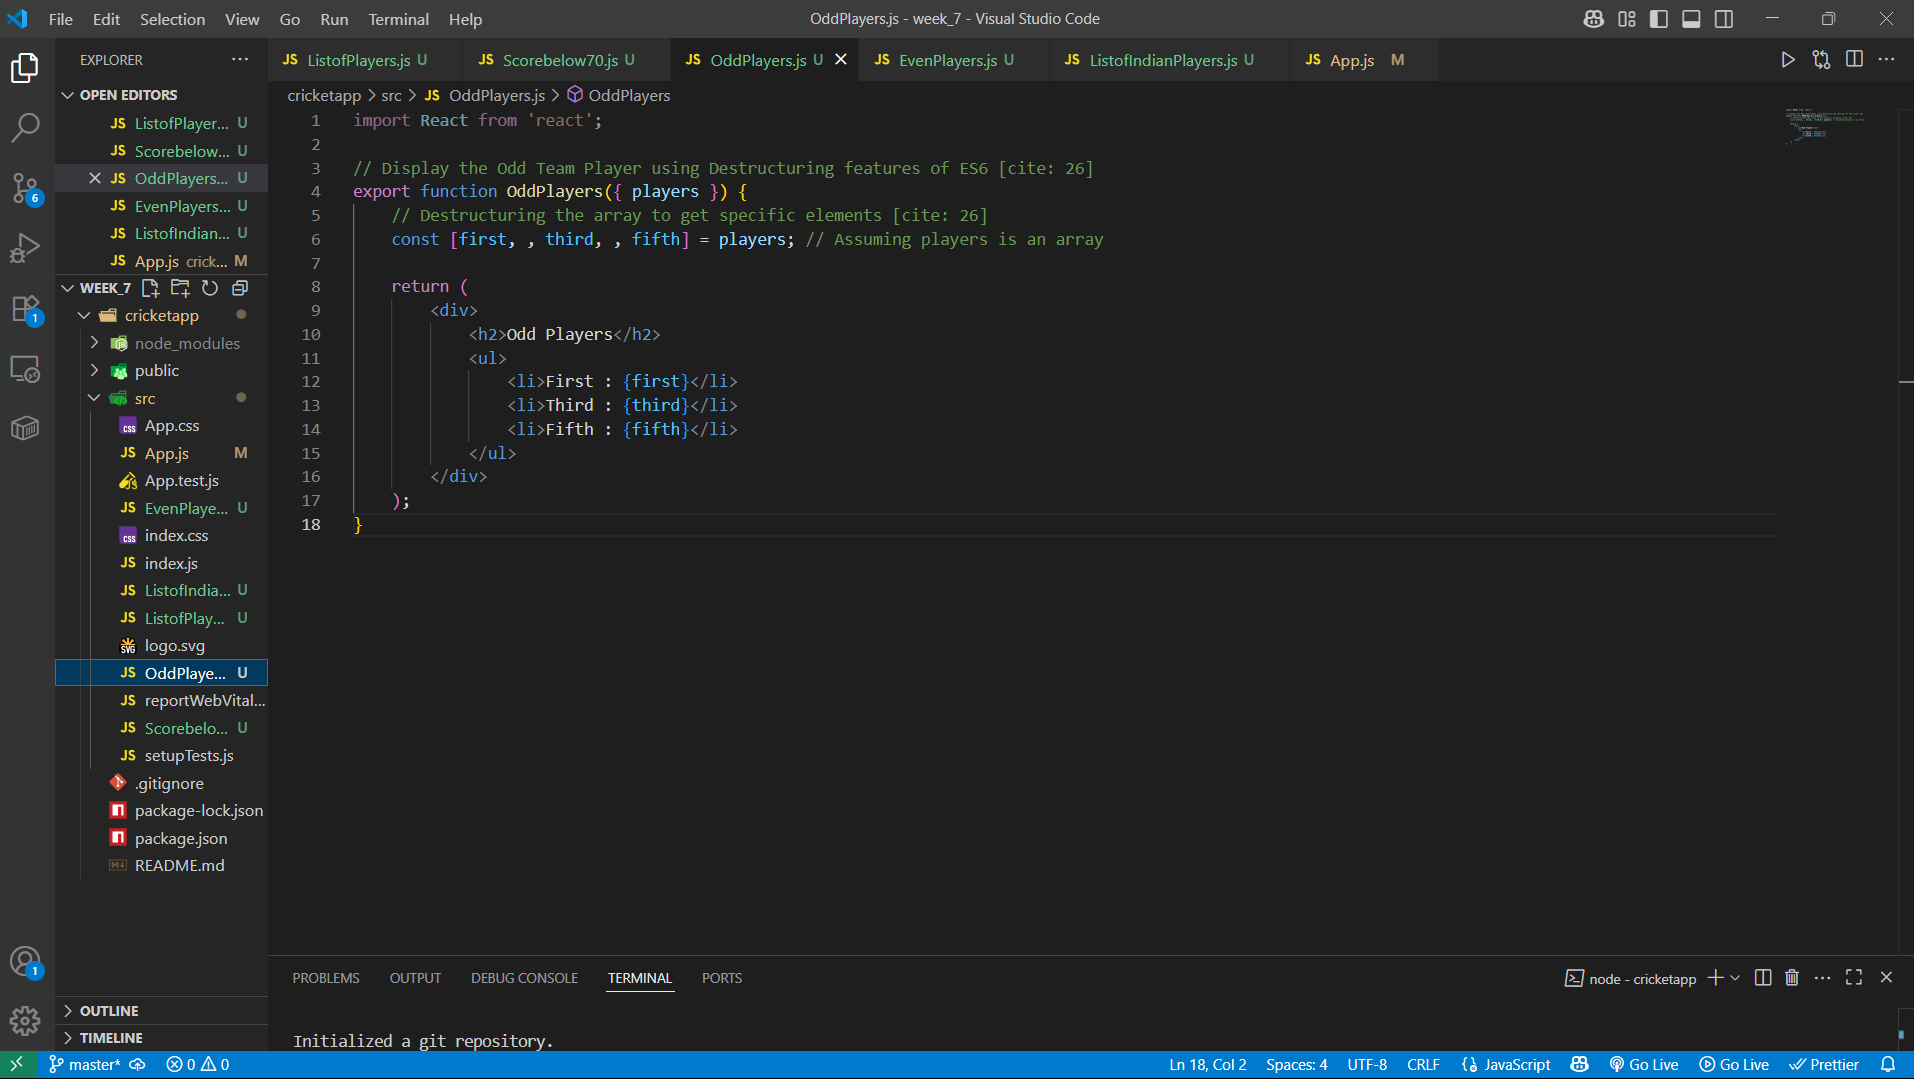 File Edit Selection View Go Run Terminal Help
OddPlayers.js - week_7 - Visual Studio Code
EXPLORER
OPEN EDITORS
JS ListofPlayer... U
JS Scorebelow... U
JS OddPlayers... U
JS EvenPlayers... U
JS ListofIndian... U
JS App.js crick... M
WEEK_7
cricketapp
node_modules
public
src
App.css
JS App.js M
App.test.js
JS EvenPlaye... U
index.css
JS index.js
JS ListofIndia... U
JS ListofPlay... U
logo.svg
JS OddPlaye... U
JS reportWebVital...
JS Scorebelo... U
JS setupTests.js
.gitignore
package-lock.json
package.json
README.md
OUTLINE
TIMELINE
6
1
1
JS ListofPlayers.js U JS Scorebelow70.js U JS OddPlayers.js U JS EvenPlayers.js U JS ListofIndianPlayers.js U JS App.js M
cricketapp > src > JS OddPlayers.js > OddPlayers
1 import React from 'react';
2
3 // Display the Odd Team Player using Destructuring features of ES6 [cite: 26]
4 export function OddPlayers({ players }) {
5 // Destructuring the array to get specific elements [cite: 26]
6 const [first, , third, , fifth] = players; // Assuming players is an array
7
8 return (
9 <div>
10 <h2>Odd Players</h2>
11 <ul>
12 <li>First : {first}</li>
13 <li>Third : {third}</li>
14 <li>Fifth : {fifth}</li>
15 </ul>
16 </div>
17 );
18 }
PROBLEMS OUTPUT DEBUG CONSOLE TERMINAL PORTS
node - cricketapp
Initialized a git repository.
master* 0 0
Ln 18, Col 2 Spaces: 4 UTF-8 CRLF JavaScript Go Live Go Live Prettier